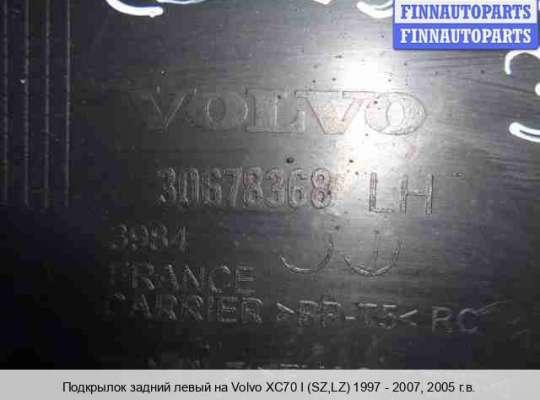 FINNAUTOPARTS
FINNAUTOPARTS
VOLVO
30678368 LH
3984
FRANCE
CARRIER >PP-T5< RC
Подкрылок задний левый на Volvo XC70 I (SZ,LZ) 1997 - 2007, 2005 г.в.